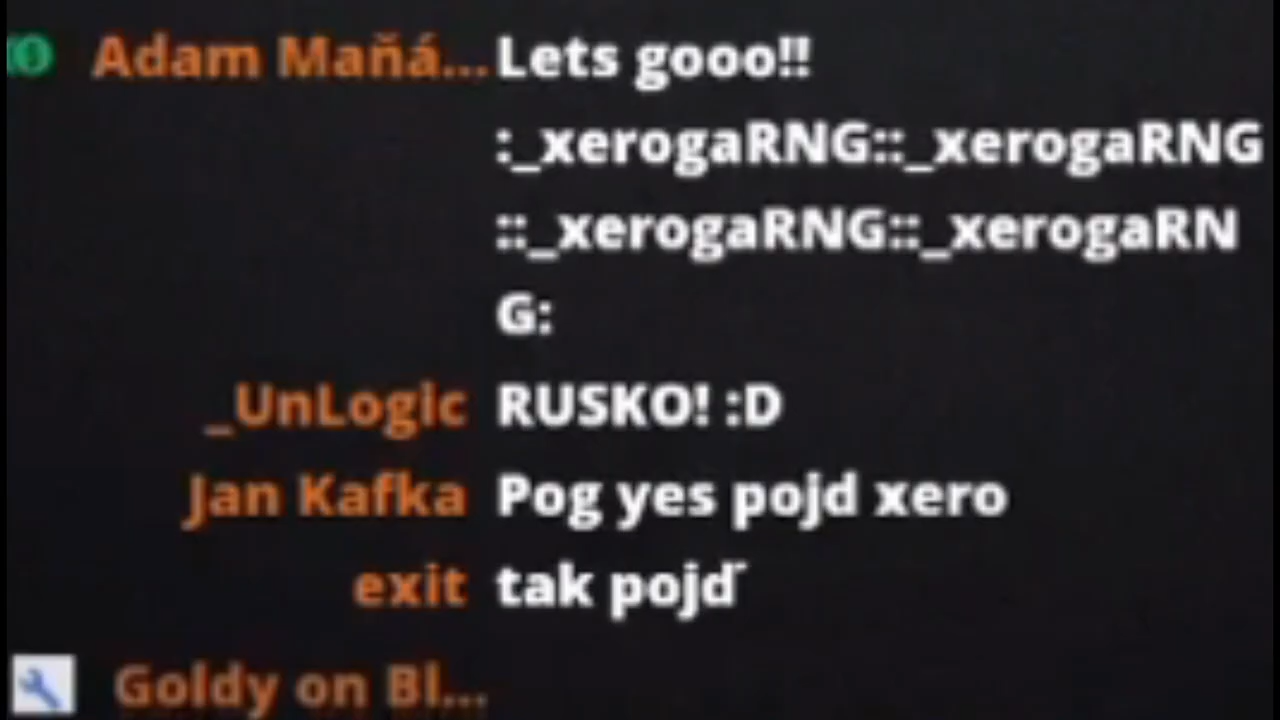 Adam Mañá... Lets gooo!!
:_xerogaRNG::_xerogaRNG
::_xerogaRNG::_xerogaRN
G:
_UnLogic RUSKO! :D
Jan Kafka Pog yes pojd xero
exit tak pojď
Goldy on Bl...